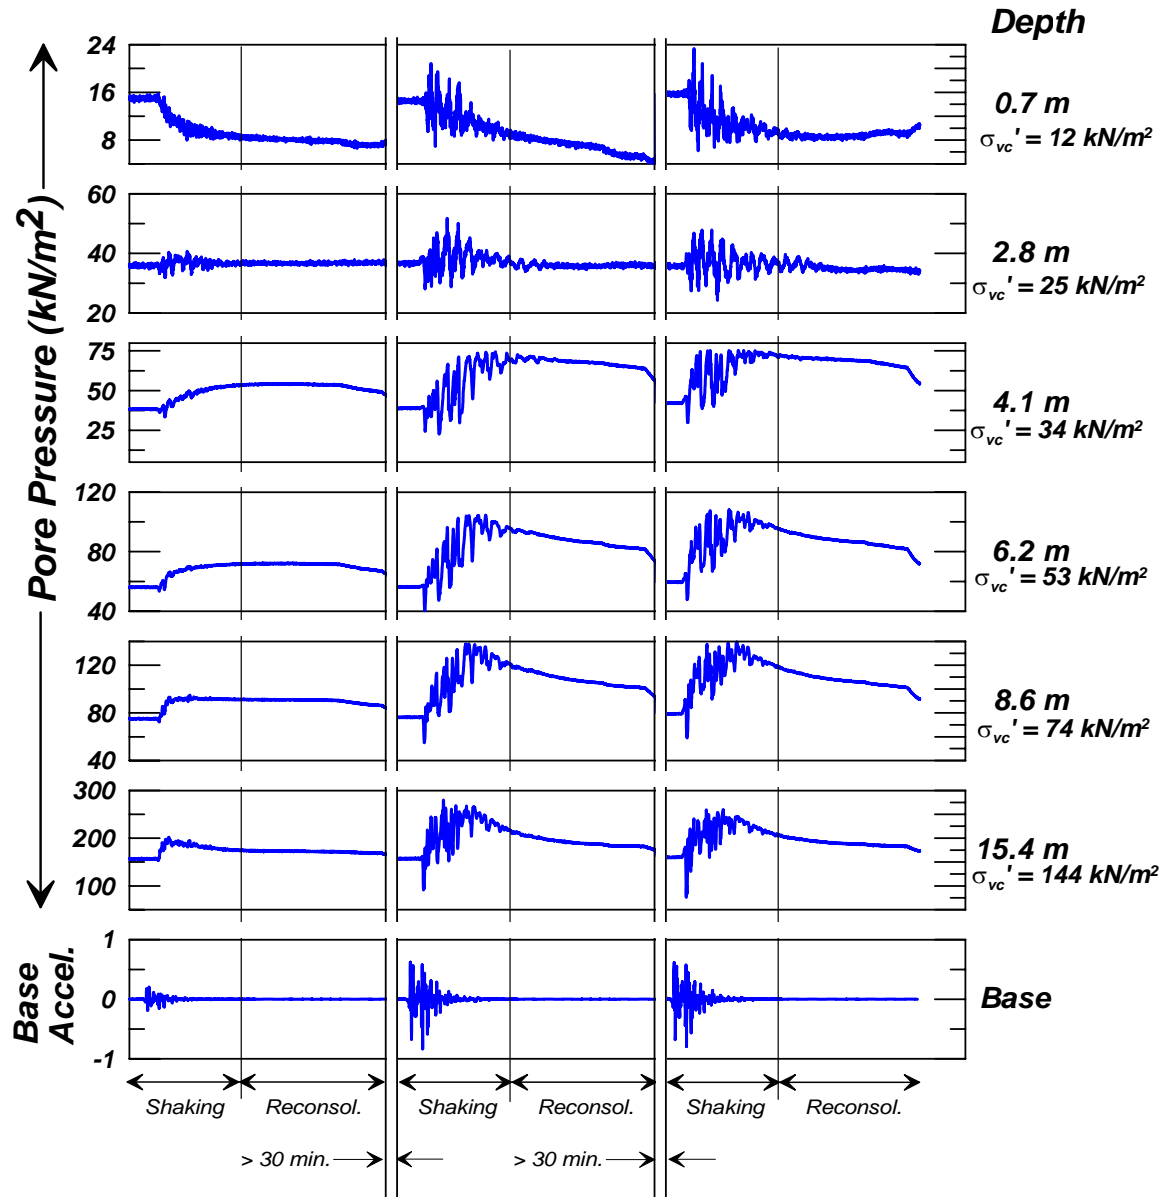 Depth
Pore Pressure (kN/m²)
24
16
8
0.7 m
σvc' = 12 kN/m²
60
40
20
2.8 m
σvc' = 25 kN/m²
75
50
25
4.1 m
σvc' = 34 kN/m²
120
80
40
6.2 m
σvc' = 53 kN/m²
120
80
40
8.6 m
σvc' = 74 kN/m²
300
200
100
15.4 m
σvc' = 144 kN/m²
Base
Accel.
1
0
-1
Base
Shaking Reconsol. Shaking Reconsol. Shaking Reconsol.
> 30 min. > 30 min.